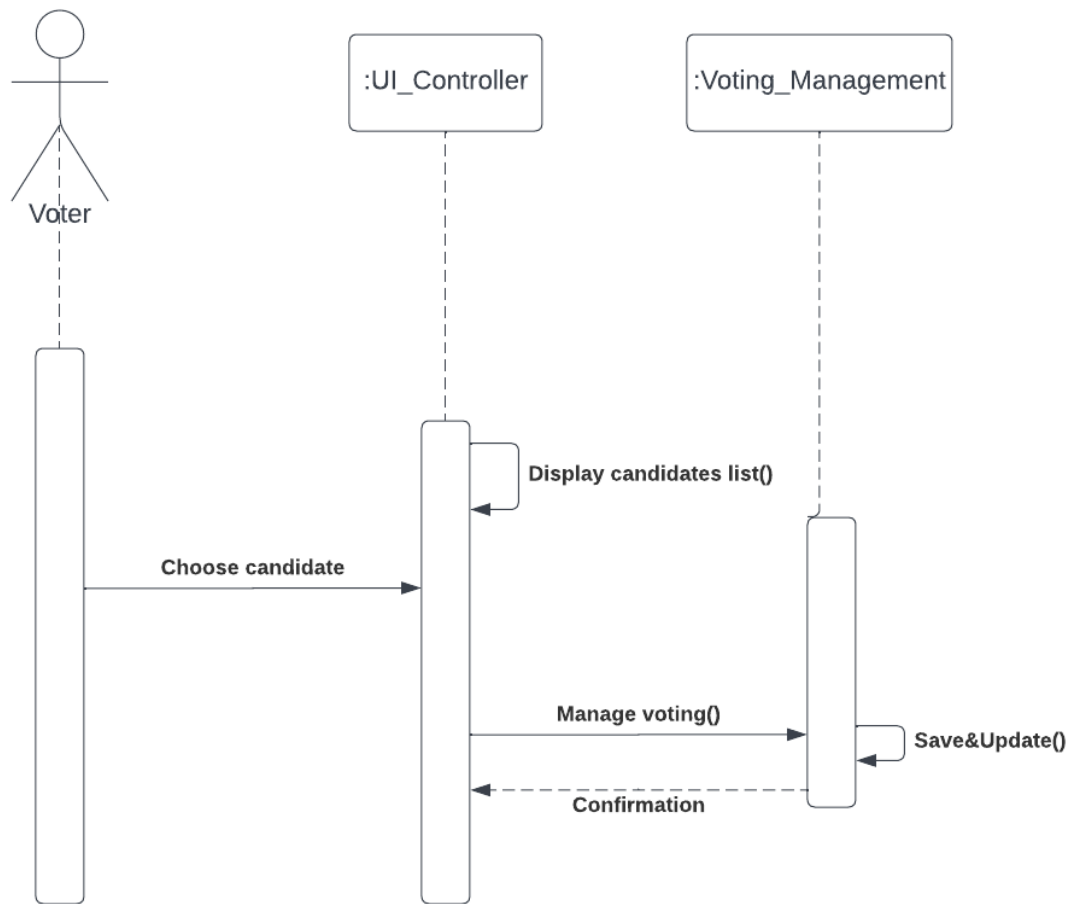 Voter
:UI_Controller
:Voting_Management
Display candidates list()
Choose candidate
Manage voting()
Save&Update()
Confirmation